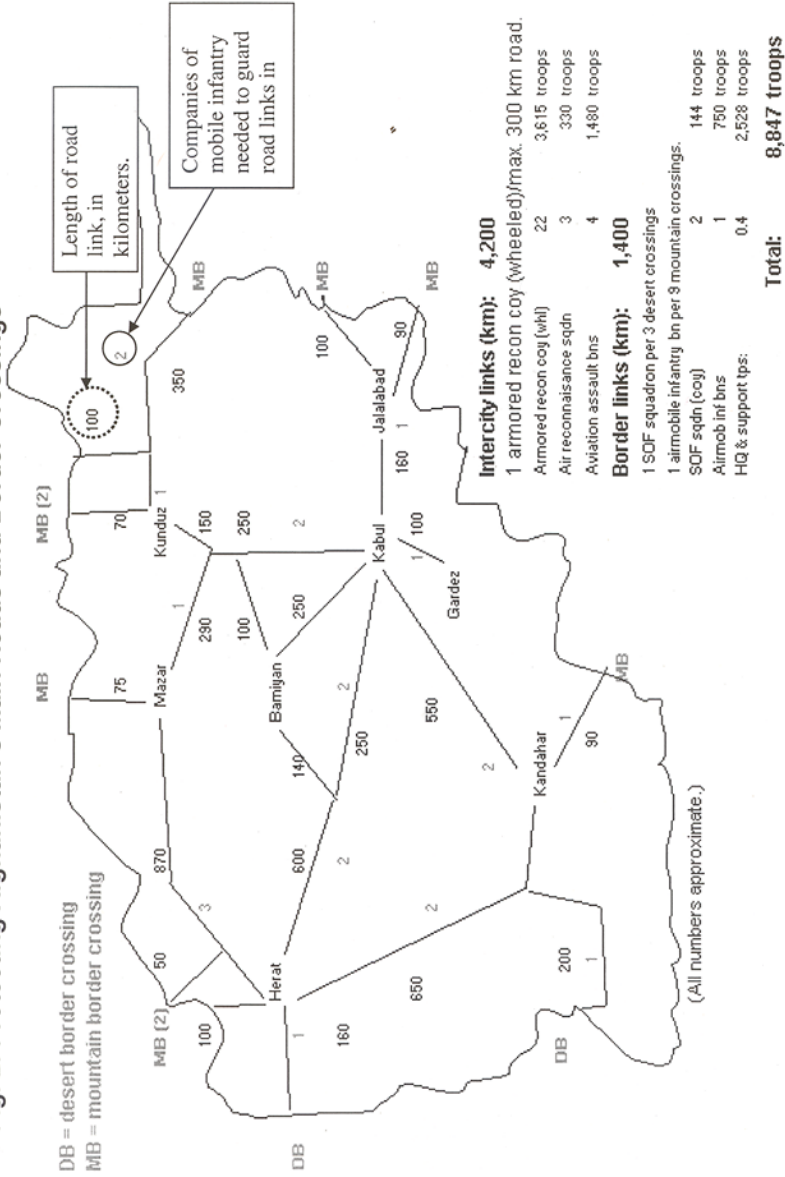 Protecting Afghanistan's Main Roads and Border Crossings
DB = desert border crossing
MB = mountain border crossing
Length of road
link, in
kilometers.
Companies of
mobile infantry
needed to guard
road links in
100
2
MB
MB (2)
MB (2)
MB
MB
MB
MB
DB
DB
50
870
3
75
Mazar
70
Kunduz
1
350
100
1
290
150
100
250
2
Herat
1
160
600
2
140
Bamiyan
250
250
2
Kabul
160
1
Jalalabad
100
90
1
100
Gardez
650
2
550
2
Kandahar
1
90
200
1
(All numbers approximate.)
Intercity links (km): 4,200
1 armored recon coy (wheeled)/max. 300 km road.
Armored recon coy (whl) 22 3,615 troops
Air reconnaisance sqdn 3 330 troops
Aviation assault bns 4 1,480 troops
Border links (km): 1,400
1 SOF squadron per 3 desert crossings
1 airmobile infantry bn per 9 mountain crossings.
SOF sqdn (coy) 2 144 troops
Airmob inf bns 1 750 troops
HQ & support tps: 0.4 2,528 troops
Total: 8,847 troops